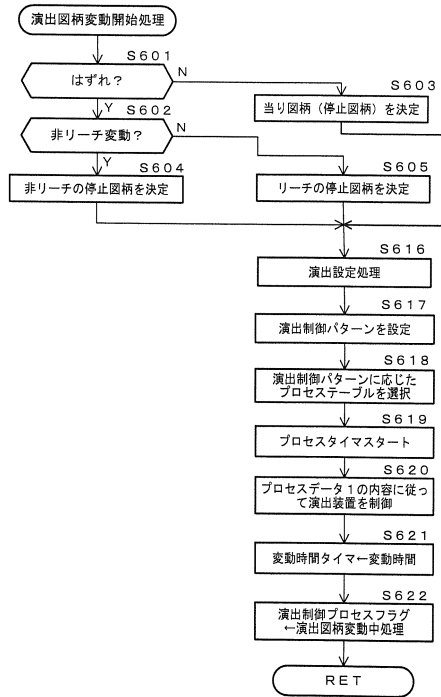 演出図柄変動開始処理
S601
はずれ？
N
S603
当り図柄（停止図柄）を決定
Y
S602
非リーチ変動？
N
Y
S604
非リーチの停止図柄を決定
S605
リーチの停止図柄を決定
S616
演出設定処理
S617
演出制御パターンを設定
S618
演出制御パターンに応じた
プロセステーブルを選択
S619
プロセスタイマスタート
S620
プロセスデータ１の内容に従っ
て演出装置を制御
S621
変動時間タイマ←変動時間
S622
演出制御プロセスフラグ
←演出図柄変動中処理
RET